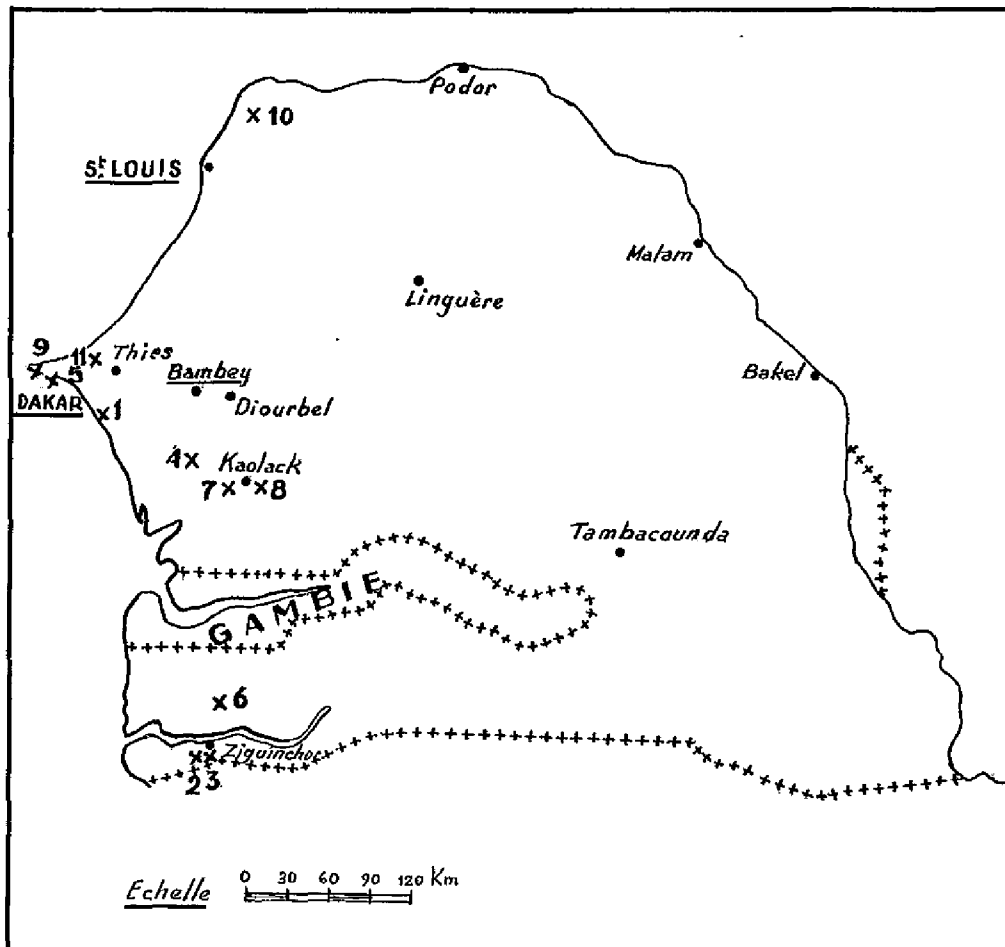 Podor
x 10
St LOUIS
Matam
Linguère
9
11 x
Thies
5
Bambey
Bakel
DAKAR
x 1
Diourbel
4 x
Kaolack
7 x
x 8
Tambacounda
GAMBIE
x 6
Ziguinchor
2 3
Echelle
0 30 60 90 120 Km